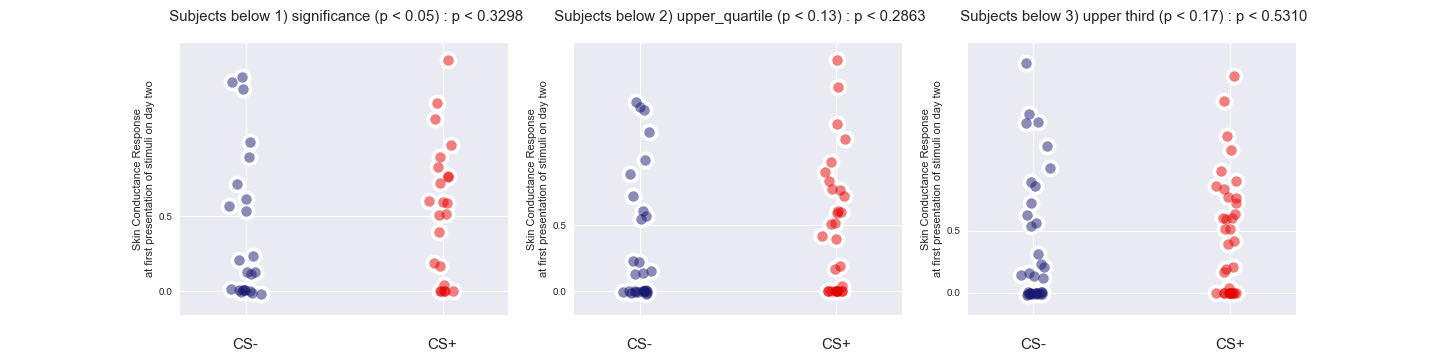 Subjects below 1) significance (p < 0.05) : p < 0.3298
Skin Conductance Response
at first presentation of stimuli on day two
0.5
0.0
CS-
CS+
Subjects below 2) upper_quartile (p < 0.13) : p < 0.2863
Skin Conductance Response
at first presentation of stimuli on day two
0.5
0.0
CS-
CS+
Subjects below 3) upper third (p < 0.17) : p < 0.5310
Skin Conductance Response
at first presentation of stimuli on day two
0.5
0.0
CS-
CS+